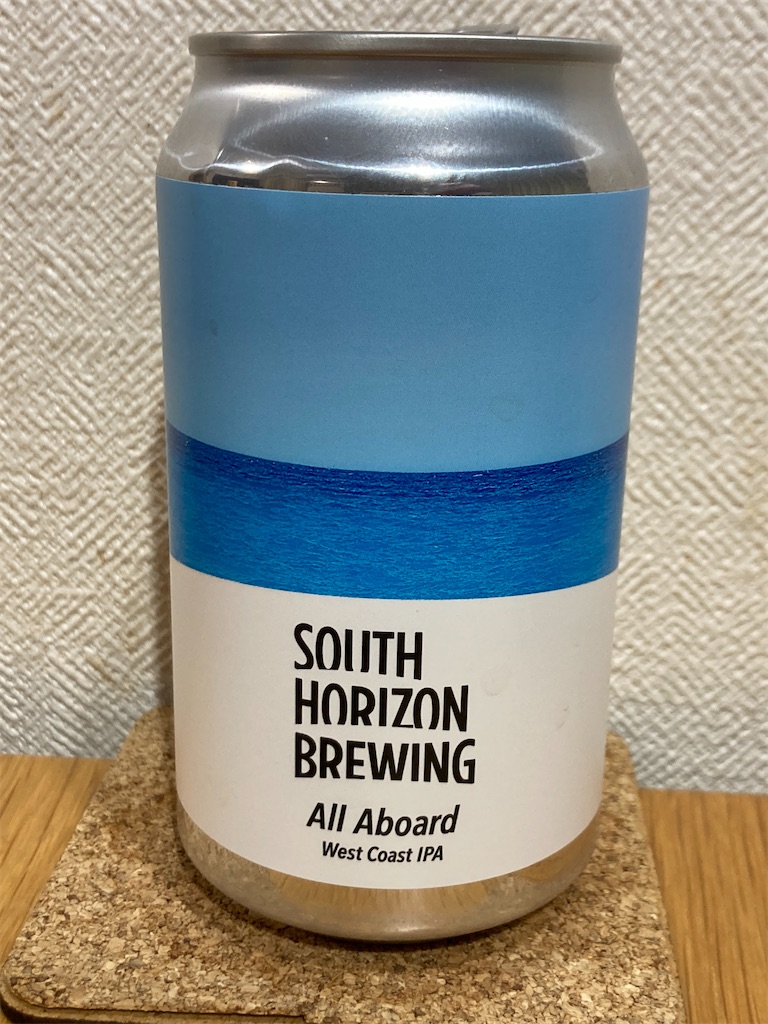 SOUTH
HORIZON
BREWING
All Aboard
West Coast IPA